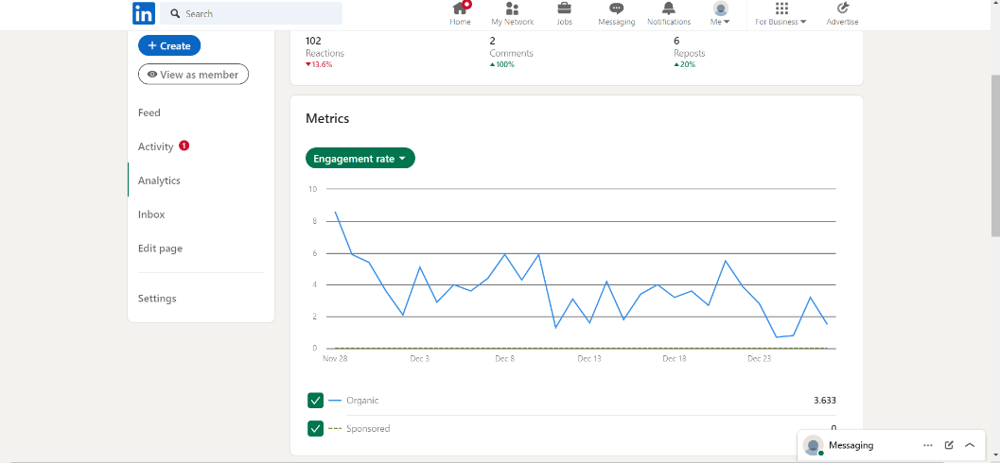 in
Search
Home
My Network
Jobs
Messaging
Notifications
Me
For Business
Advertise
+ Create
View as member
Feed
Activity 1
Analytics
Inbox
Edit page
Settings
102 2 6
Reactions Comments Reposts
13.6% 100% 20%
Metrics
Engagement rate
10
8
6
4
2
0
Nov 28 Dec 3 Dec 8 Dec 13 Dec 18 Dec 23
Organic 3.633
Sponsored 0
Messaging